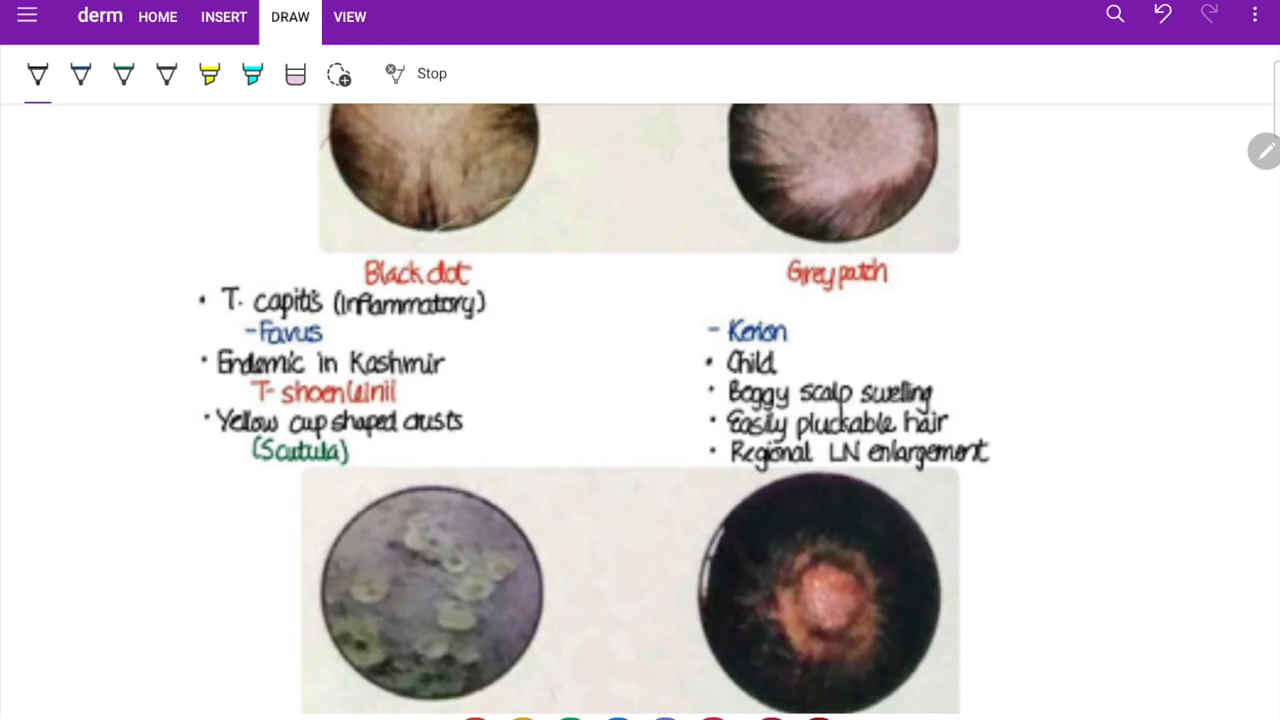 derm HOME INSERT DRAW VIEW
Stop
Black dot
Grey patch
• T. capitis (Inflammatory)
- Favus
• Endemic in Kashmir
T- shoenleinii
• Yellow cup shaped crusts
(Scutula)
- Kerion
• Child
• Boggy scalp swelling
• Easily pluckable hair
• Regional LN enlargement